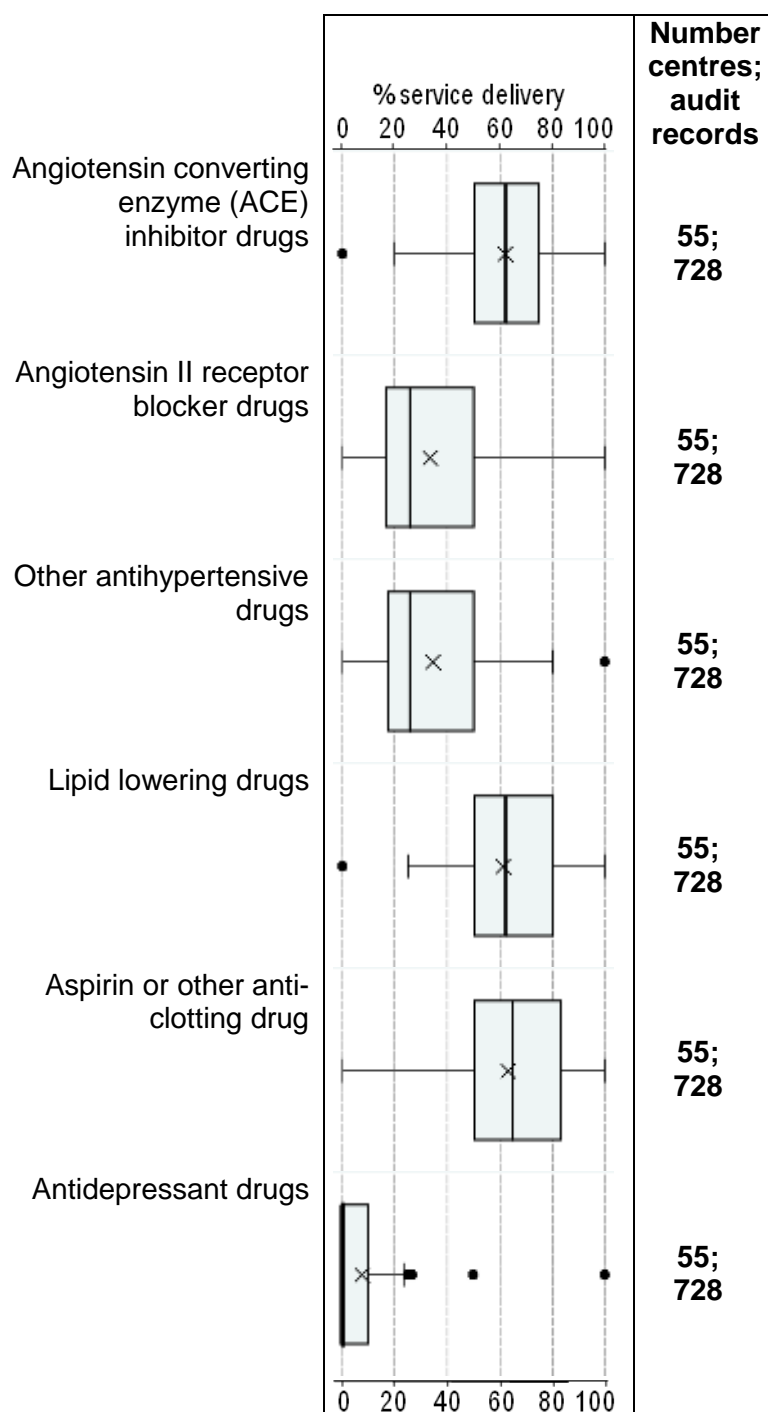 Number
centres;
audit
records
% service delivery
0 20 40 60 80 100
Angiotensin converting
enzyme (ACE)
inhibitor drugs
55;
728
Angiotensin II receptor
blocker drugs
55;
728
Other antihypertensive
drugs
55;
728
Lipid lowering drugs
55;
728
Aspirin or other anti-
clotting drug
55;
728
Antidepressant drugs
55;
728
0 20 40 60 80 100